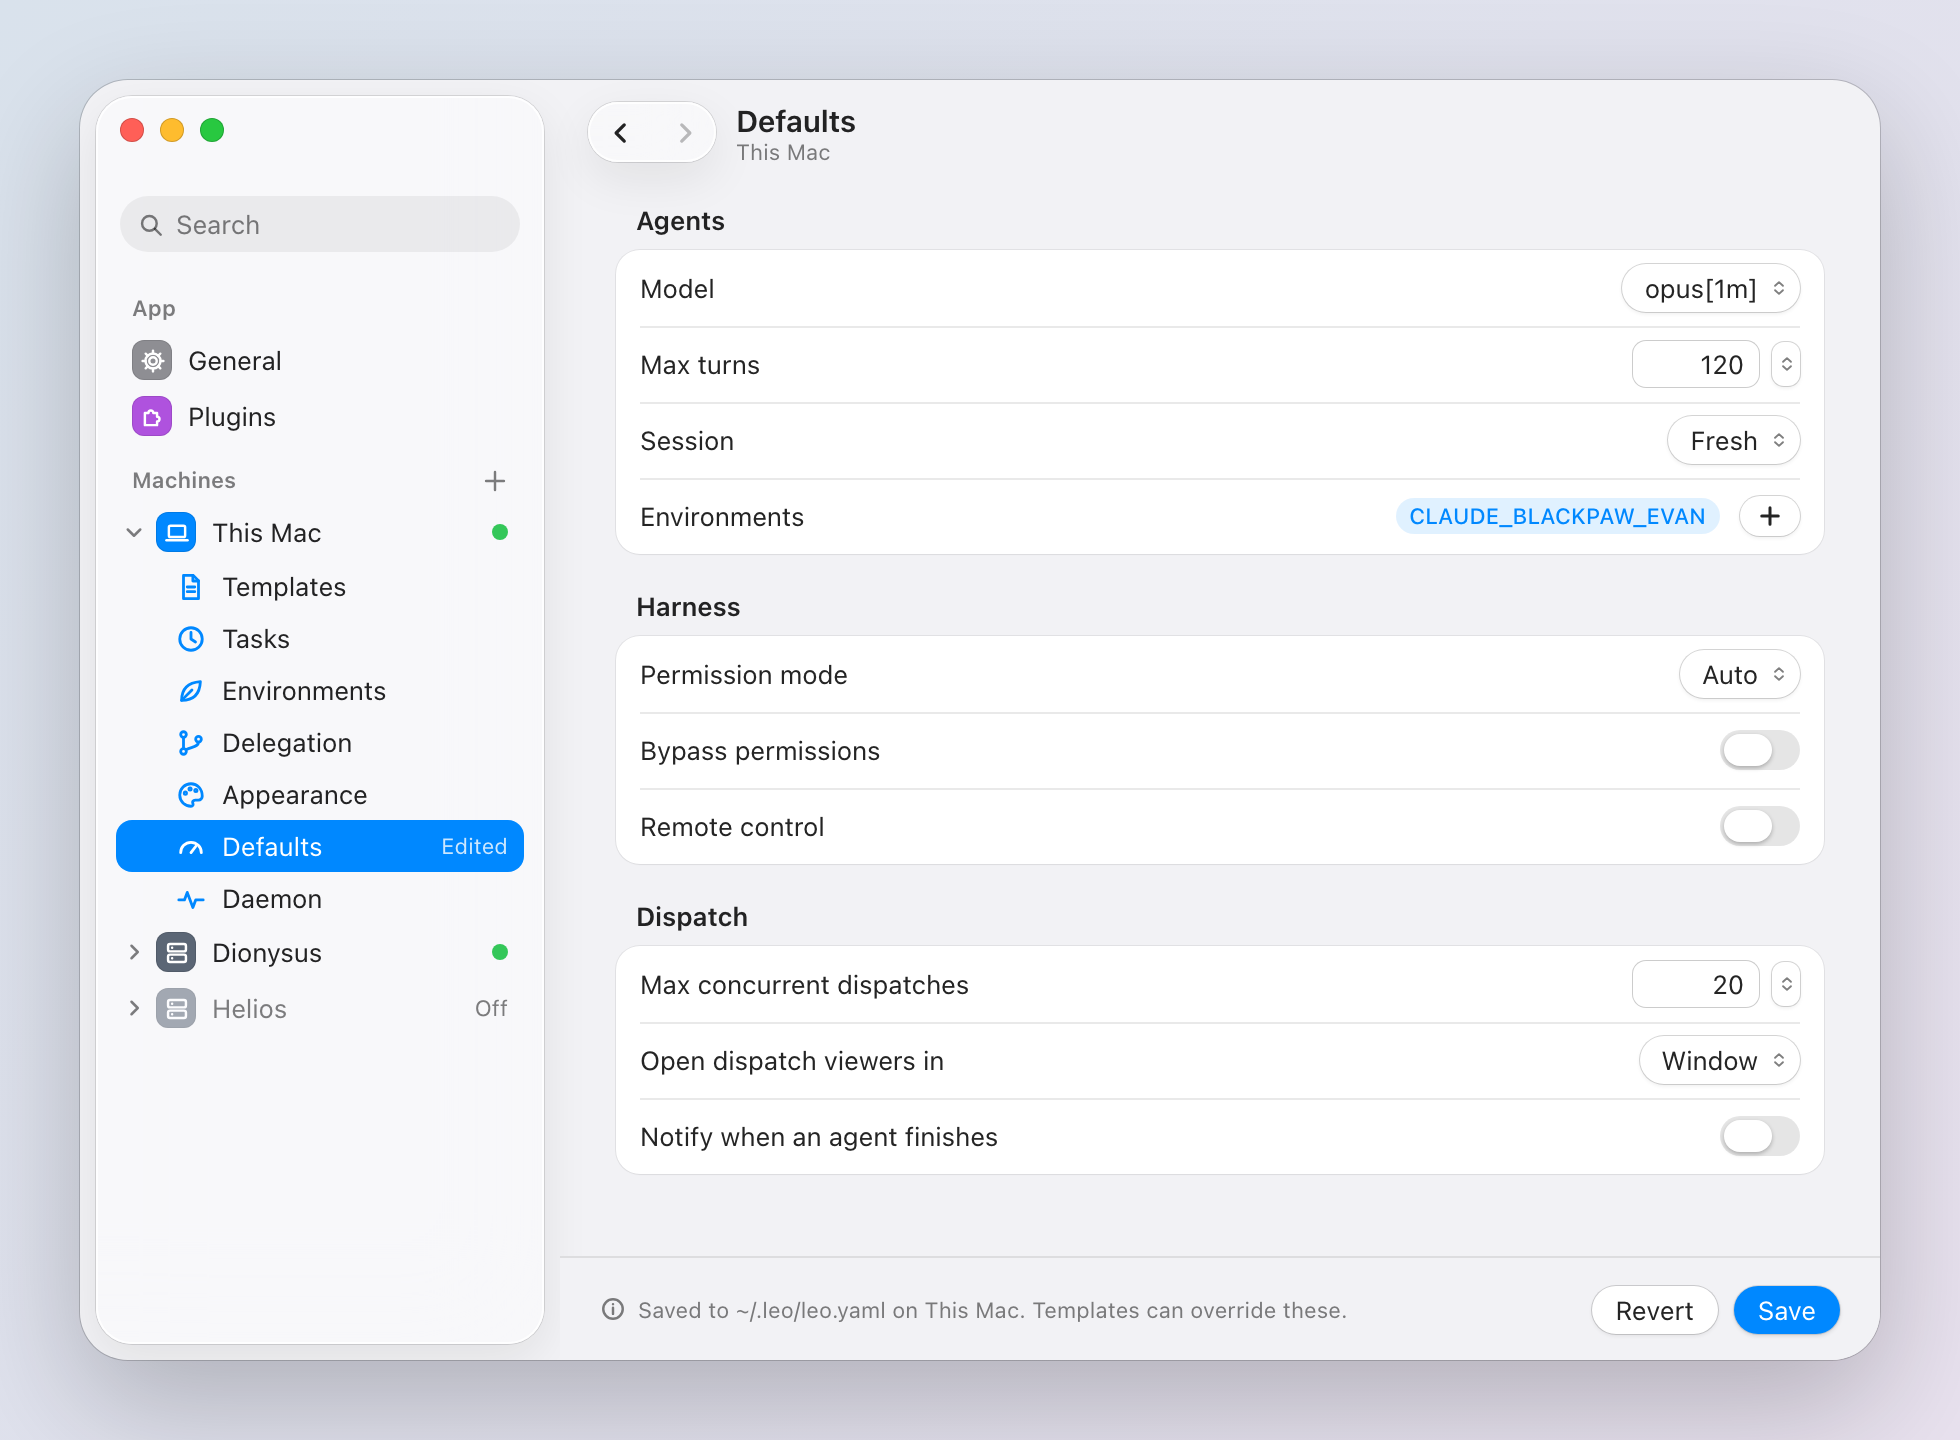 Defaults
This Mac
Search
App
General
Plugins
Machines
This Mac
Templates
Tasks
Environments
Delegation
Appearance
Defaults Edited
Daemon
Dionysus
Helios Off
Agents
Model opus[1m]
Max turns 120
Session Fresh
Environments CLAUDE_BLACKPAW_EVAN
Harness
Permission mode Auto
Bypass permissions
Remote control
Dispatch
Max concurrent dispatches 20
Open dispatch viewers in Window
Notify when an agent finishes
Saved to ~/.leo/leo.yaml on This Mac. Templates can override these.
Revert Save